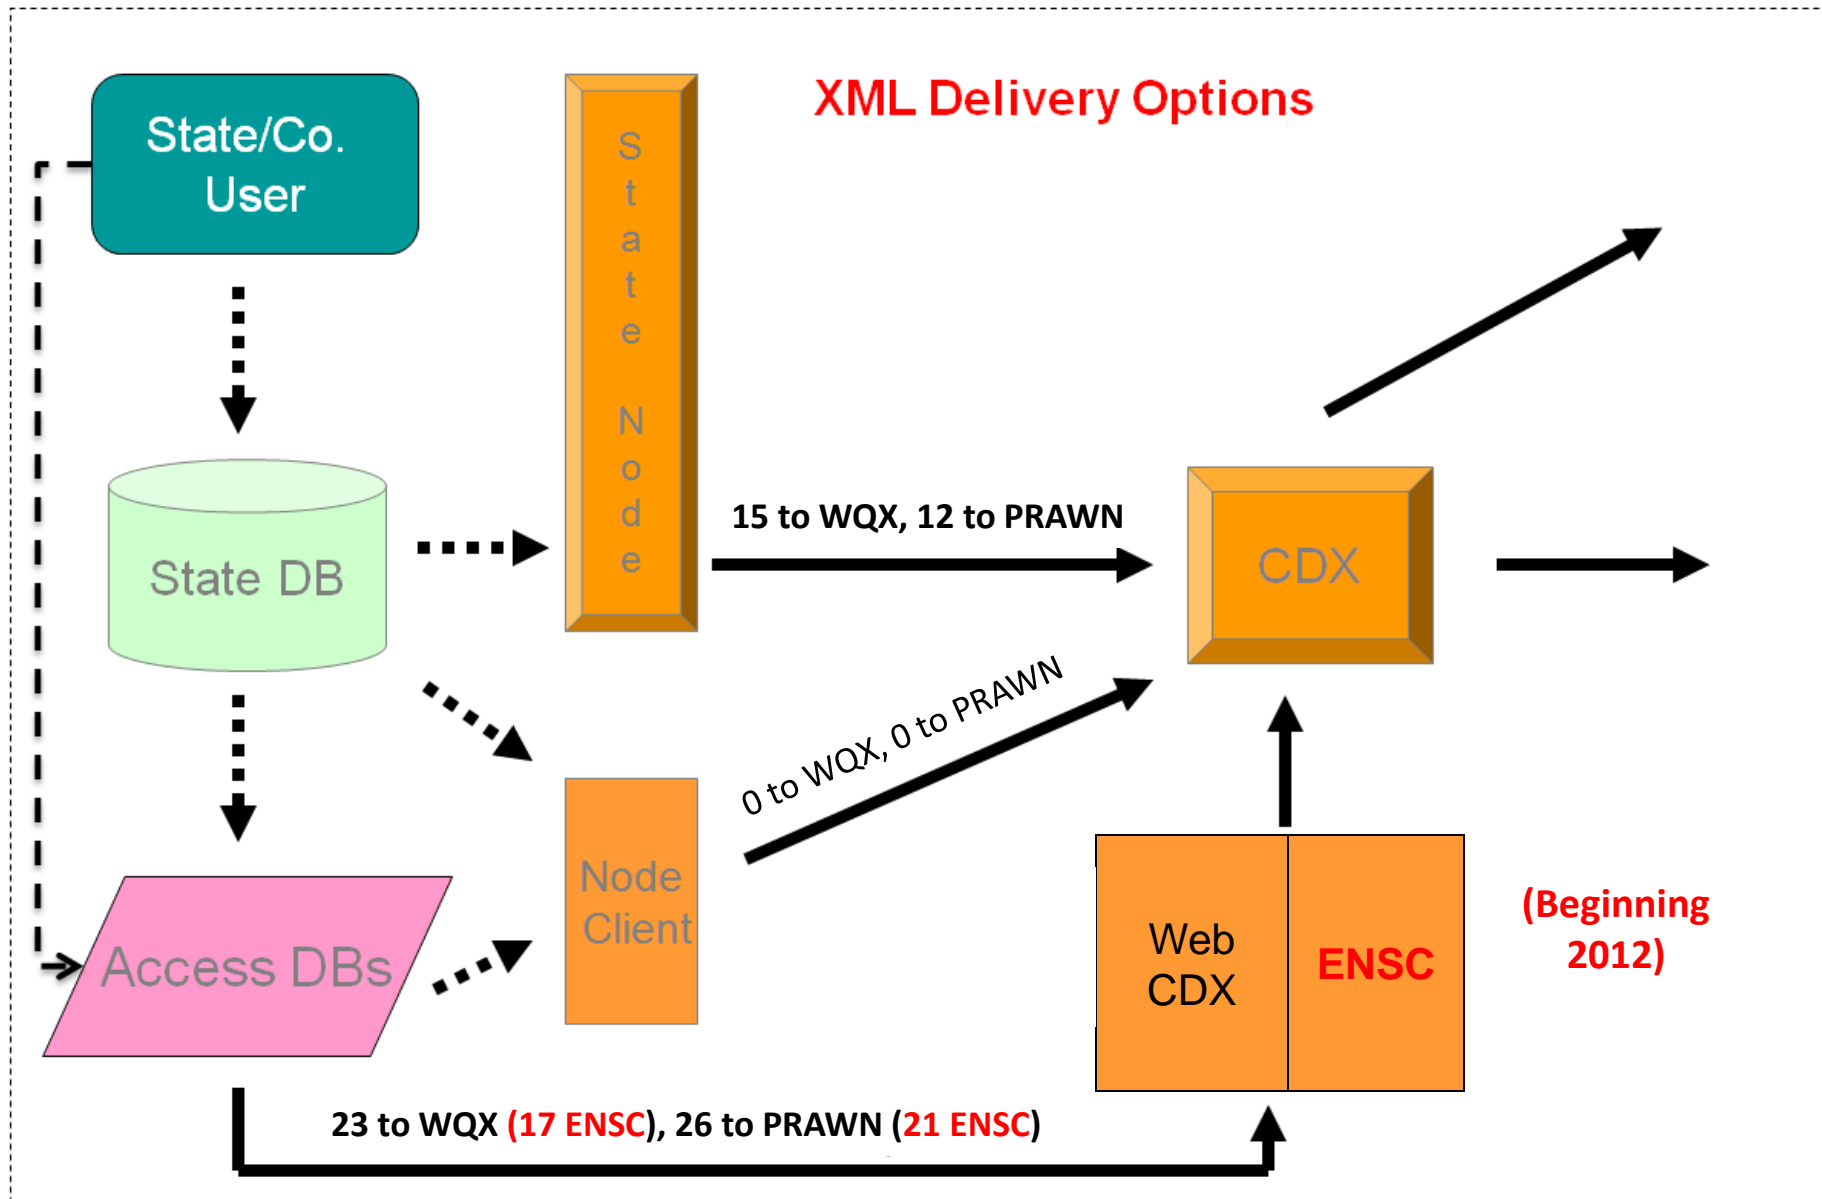 XML Delivery Options
State/Co.
User
State Node
15 to WQX, 12 to PRAWN
CDX
State DB
0 to WQX, 0 to PRAWN
Node
Client
Access DBs
Web
CDX
ENSC
(Beginning
2012)
23 to WQX (17 ENSC), 26 to PRAWN (21 ENSC)